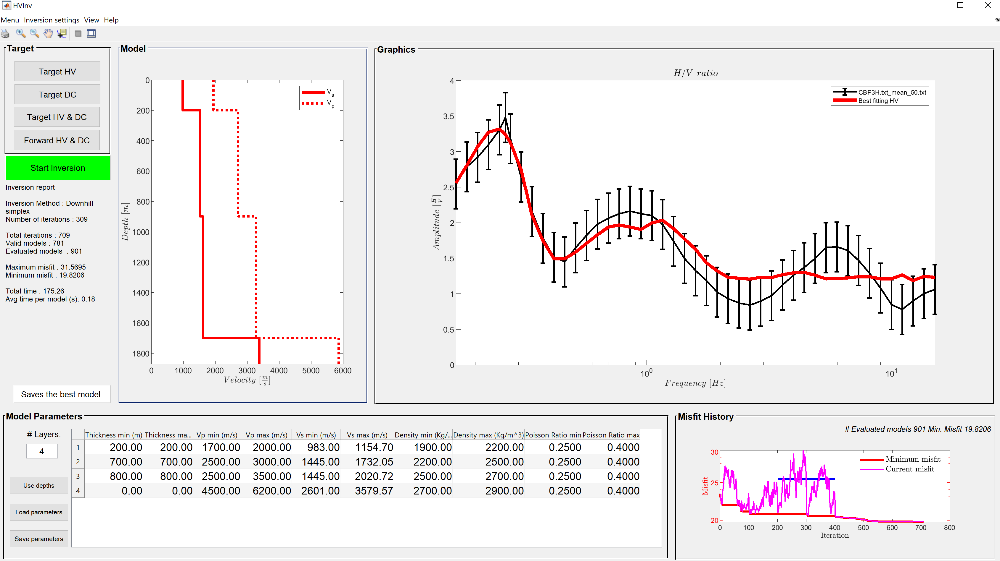 HVInv
Menu Inversion settings View Help
Target
Target HV
Target DC
Target HV & DC
Forward HV & DC
Start Inversion
Inversion report
Inversion Method : Downhill
simplex
Number of iterations : 309
Total iterations : 709
Valid models : 781
Evaluated models : 901
Maximum misfit : 31.5695
Minimum misfit : 19.8206
Total time : 175.26
Avg time per model (s): 0.18
Saves the best model
Model
V_s
V_p
0
200
400
600
800
1000
1200
1400
1600
1800
Depth [m]
0 1000 2000 3000 4000 5000 6000
Velocity [m/s]
Graphics
H/V ratio
CBP3H.txt_mean_50.txt
Best fitting HV
4
3.5
3
2.5
2
1.5
1
0.5
0
Amplitude [H/V]
10^0 10^1
Frequency [Hz]
Model Parameters
# Layers:
4
Use depths
Load parameters
Save parameters
Thickness min (m) Thickness ma... Vp min (m/s) Vp max (m/s) Vs min (m/s) Vs max (m/s) Density min (Kg/... Density max (Kg/m^3) Poisson Ratio min Poisson Ratio max
1 200.00 200.00 1700.00 2000.00 983.00 1154.70 1900.00 2200.00 0.2500 0.4000
2 700.00 700.00 2500.00 3000.00 1445.00 1732.05 2200.00 2500.00 0.2500 0.4000
3 800.00 800.00 2500.00 3500.00 1445.00 2020.72 2500.00 2700.00 0.2500 0.4000
4 0.00 0.00 4500.00 6200.00 2601.00 3579.57 2700.00 2900.00 0.2500 0.4000
Misfit History
# Evaluated models 901 Min. Misfit 19.8206
Minimum misfit
Current misfit
30
25
20
Misfit
0 100 200 300 400 500 600 700 800
Iteration